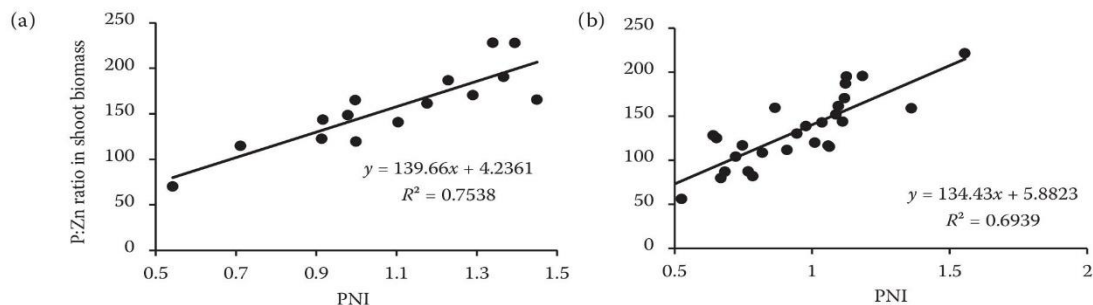 (a)
P:Zn ratio in shoot biomass
250
200
150
100
50
0
y = 139.66x + 4.2361
R² = 0.7538
0.5 0.7 0.9 1.1 1.3 1.5
PNI
(b)
250
200
150
100
50
0
y = 134.43x + 5.8823
R² = 0.6939
0.5 1 1.5 2
PNI